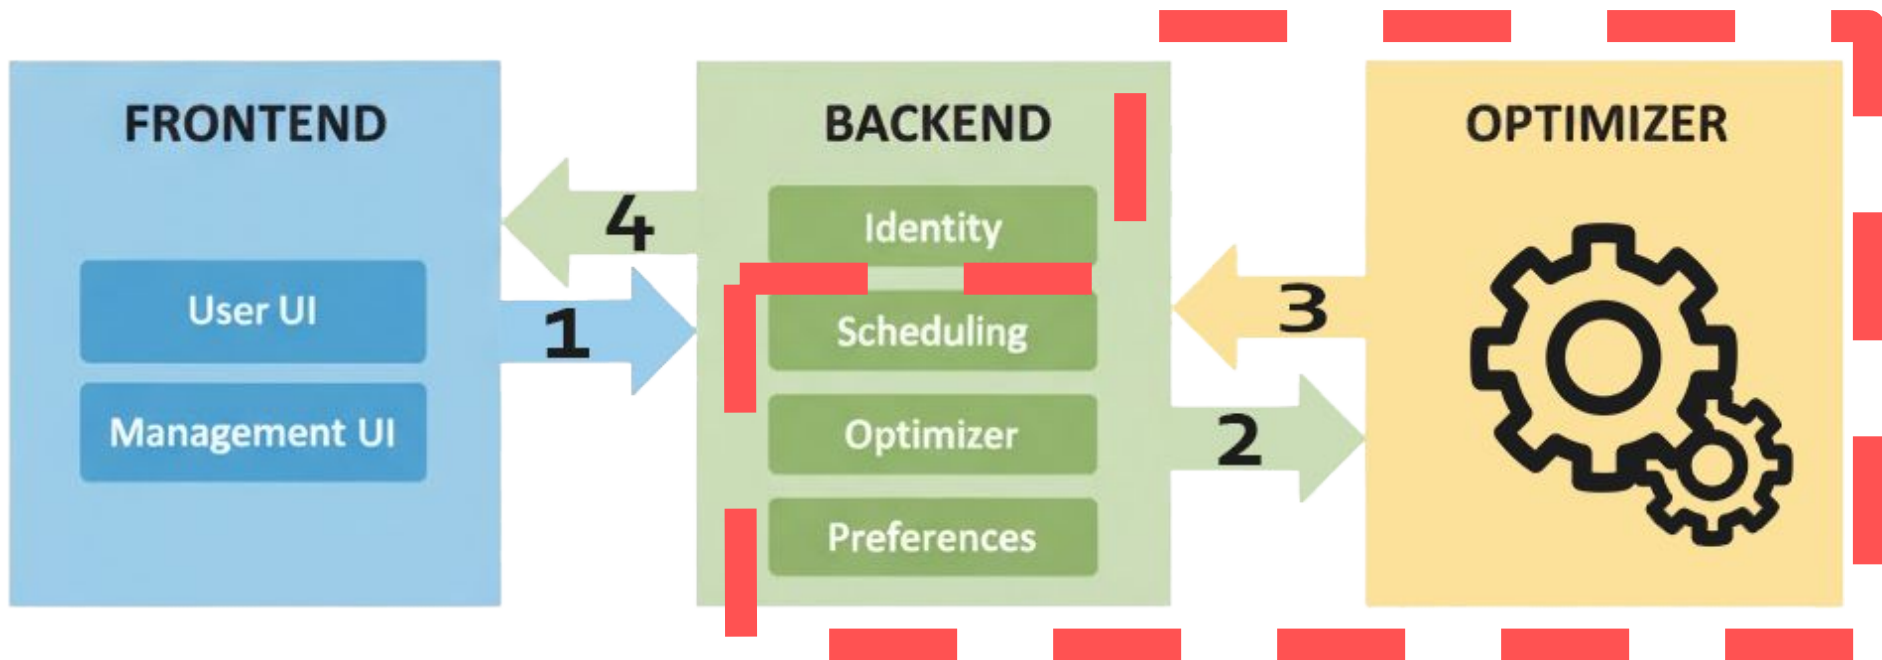 FRONTEND
User UI
Management UI
4
1
BACKEND
Identity
Scheduling
Optimizer
Preferences
3
2
OPTIMIZER